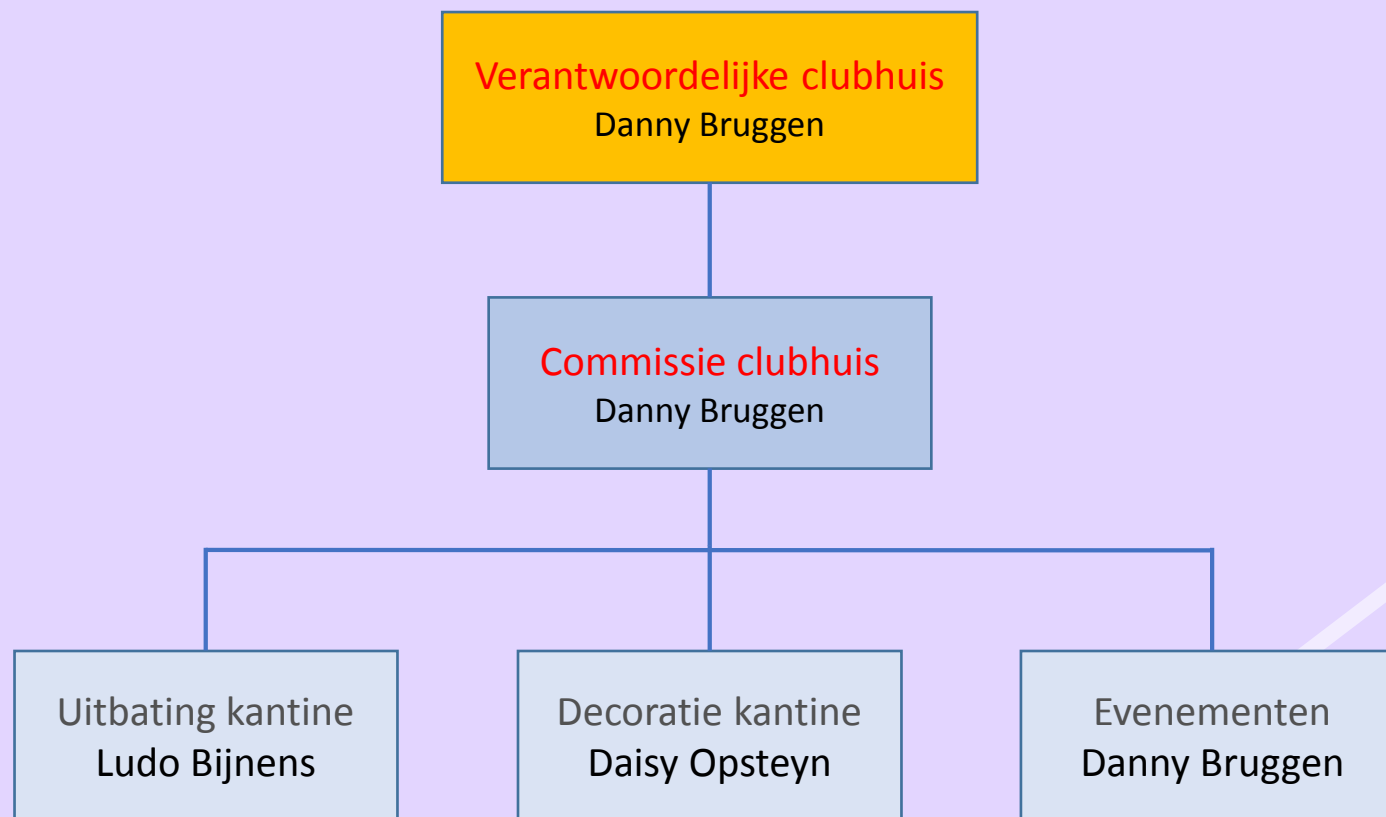 Verantwoordelijke clubhuis
Danny Bruggen
Commissie clubhuis
Danny Bruggen
Uitbating kantine
Ludo Bijnens
Decoratie kantine
Daisy Opsteyn
Evenementen
Danny Bruggen